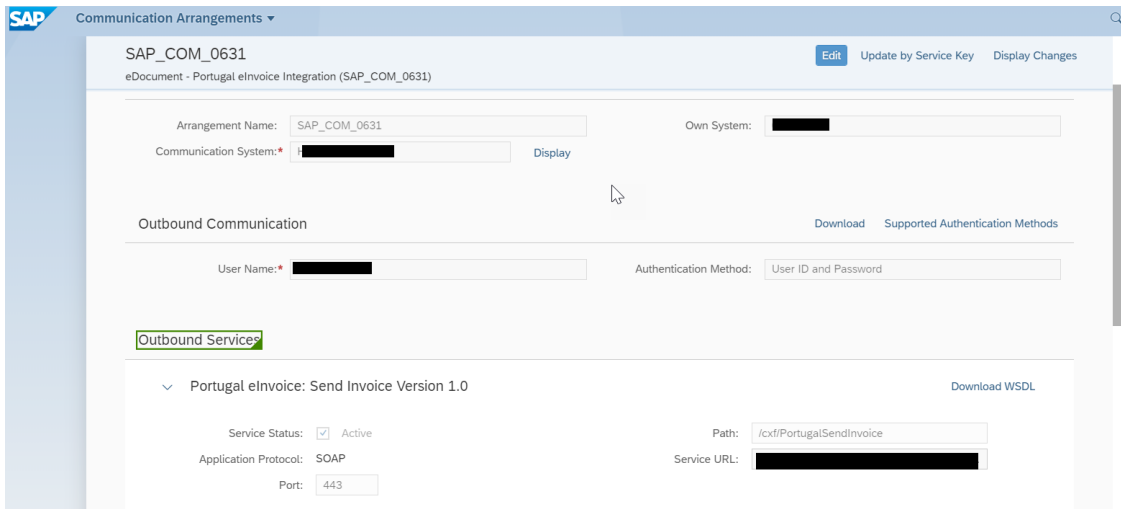 SAP Communication Arrangements
SAP_COM_0631
Edit Update by Service Key Display Changes
eDocument - Portugal eInvoice Integration (SAP_COM_0631)
Arrangement Name: SAP_COM_0631 Own System:
Communication System:* Display
Outbound Communication Download Supported Authentication Methods
User Name:* Authentication Method: User ID and Password
Outbound Services
Portugal eInvoice: Send Invoice Version 1.0 Download WSDL
Service Status: Active Path: /cxf/PortugalSendInvoice
Application Protocol: SOAP Service URL:
Port: 443